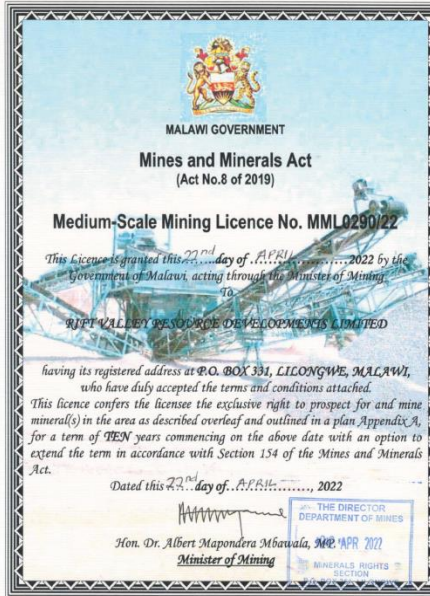 MALAWI GOVERNMENT
Mines and Minerals Act
(Act No.8 of 2019)
Medium-Scale Mining Licence No. MML0290/22
This Licence is granted this 22nd day of APRIL 2022 by the
Government of Malawi, acting through the Minister of Mining
To
RIFT VALLEY RESOURCE DEVELOPMENTS LIMITED
having its registered address at P.O. BOX 331, LILONGWE, MALAWI,
who have duly accepted the terms and conditions attached.
This licence confers the licensee the exclusive right to prospect for and mine
mineral(s) in the area as described overleaf and outlined in a plan Appendix A,
for a term of TEN years commencing on the above date with an option to
extend the term in accordance with Section 154 of the Mines and Minerals
Act.
Dated this 22nd day of APRIL, 2022
Hon. Dr. Albert Mapondera Mbawala, MP.
Minister of Mining
THE DIRECTOR
DEPARTMENT OF MINES
APR 2022
MINERALS RIGHTS
SECTION